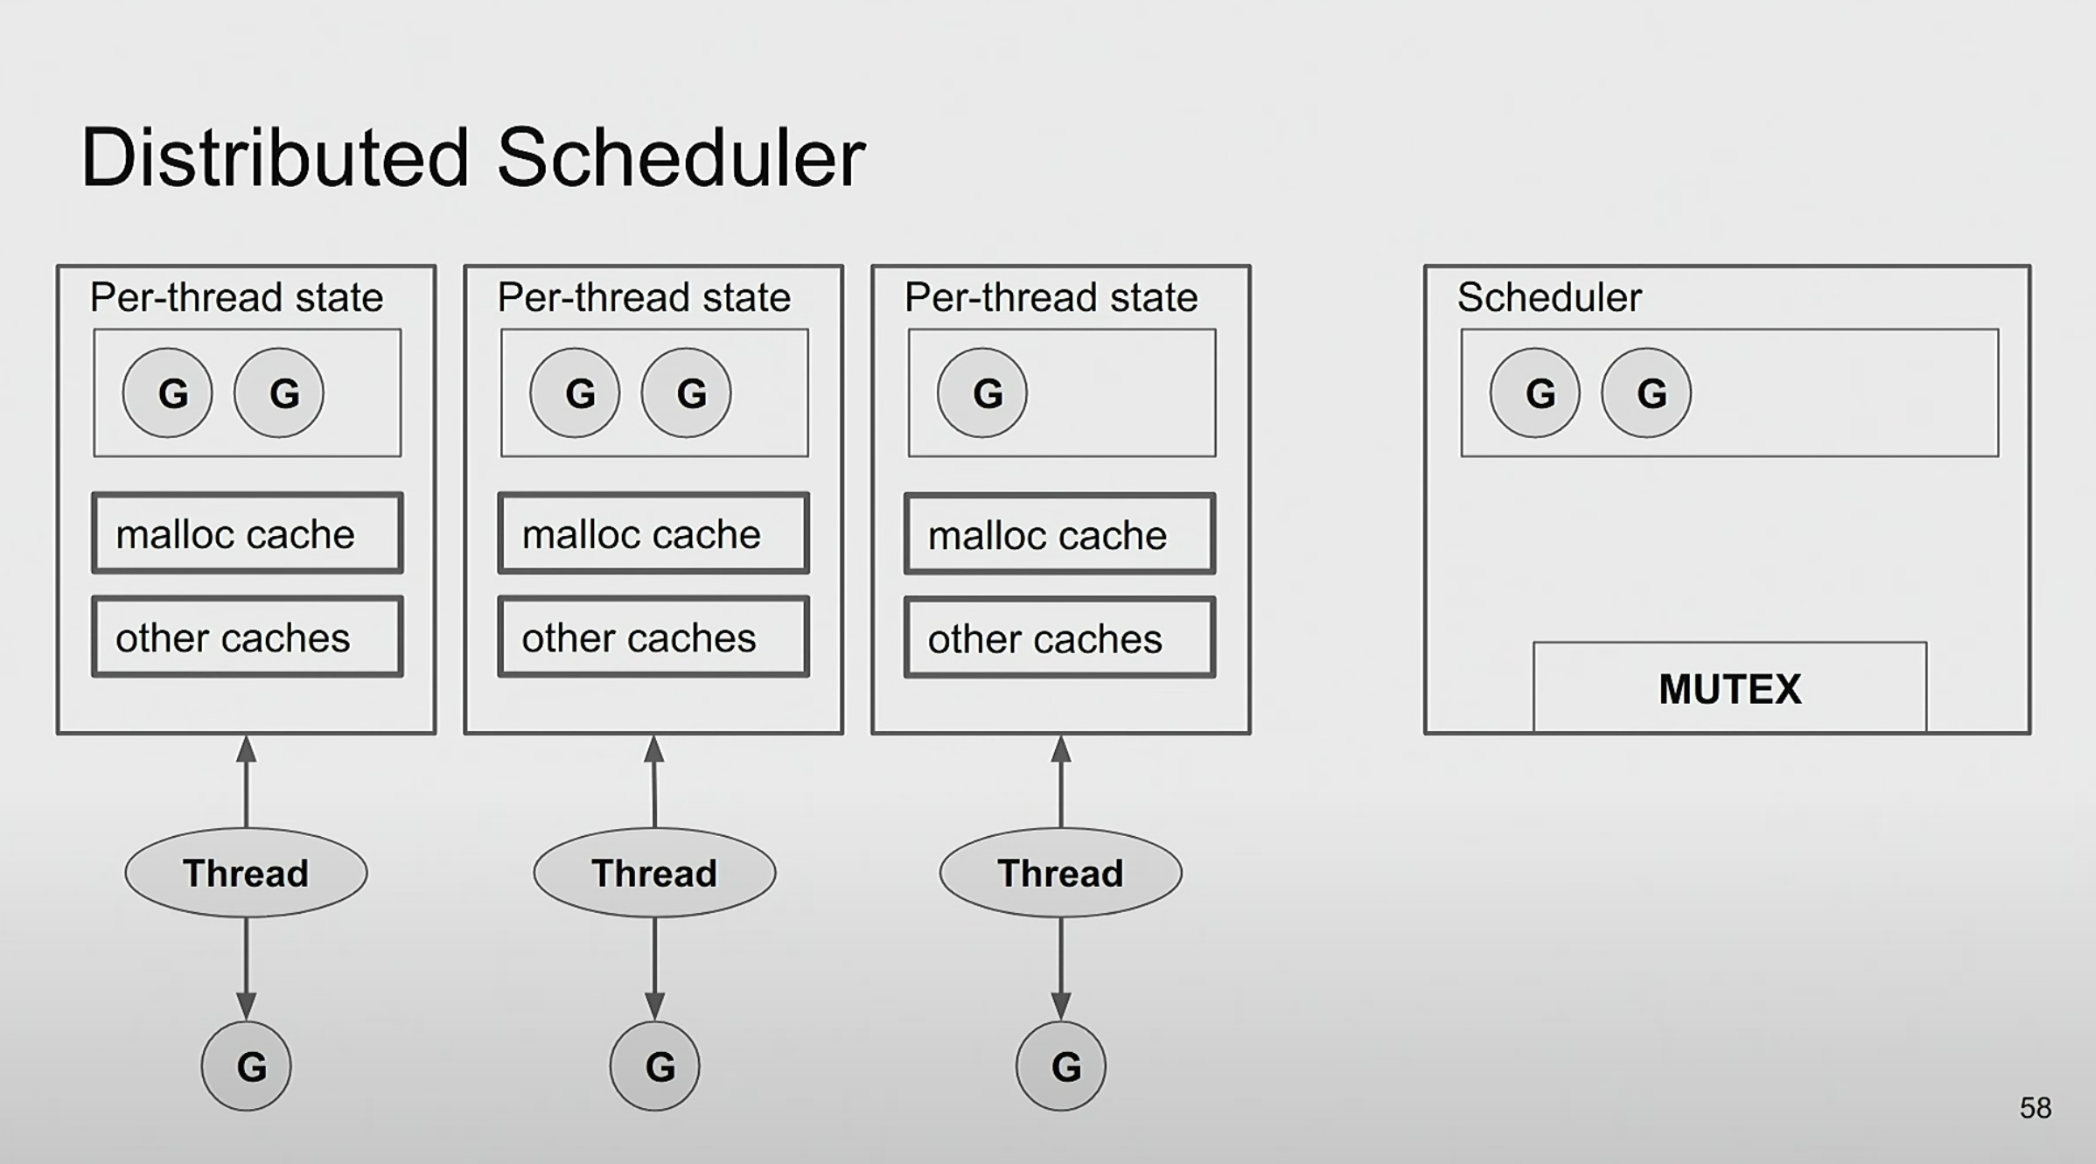 Distributed Scheduler
Per-thread state
G G
malloc cache
other caches
Thread
G
Per-thread state
G G
malloc cache
other caches
Thread
G
Per-thread state
G
malloc cache
other caches
Thread
G
Scheduler
G G
MUTEX
58